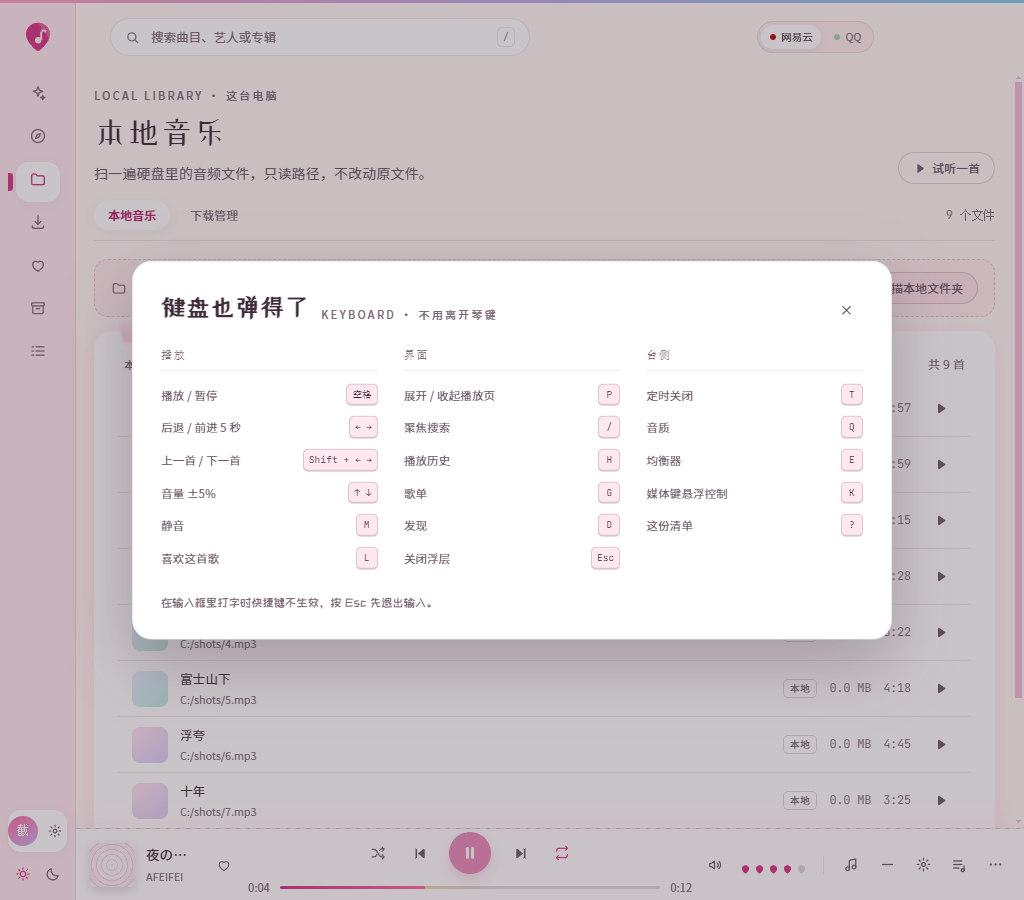 搜索曲目、艺人或专辑 /
网易云 QQ
LOCAL LIBRARY • 这台电脑
本地音乐
扫一遍硬盘里的音频文件，只读路径，不改动原文件。
试听一首
本地音乐 下载管理
9 个文件
描本地文件夹
共 9 首
键盘也弹得了 KEYBOARD • 不用离开琴键
播放
播放 / 暂停 空格
后退 / 前进 5 秒 ← →
上一首 / 下一首 Shift + ← →
音量 ±5% ↑ ↓
静音 M
喜欢这首歌 L
界面
展开 / 收起播放页 P
聚焦搜索 /
播放历史 H
歌单 G
发现 D
关闭浮层 Esc
台侧
定时关闭 T
音质 Q
均衡器 E
媒体键悬浮控制 K
这份清单 ?
在输入框里打字时快捷键不生效，按 Esc 先退出输入。
:57
:59
:15
:28
:22
C:/shots/4.mp3
富士山下
C:/shots/5.mp3
本地 0.0 MB 4:18
浮夸
C:/shots/6.mp3
本地 0.0 MB 4:45
十年
C:/shots/7.mp3
本地 0.0 MB 3:25
截
夜の…
AFEIFEI
0:04
0:12